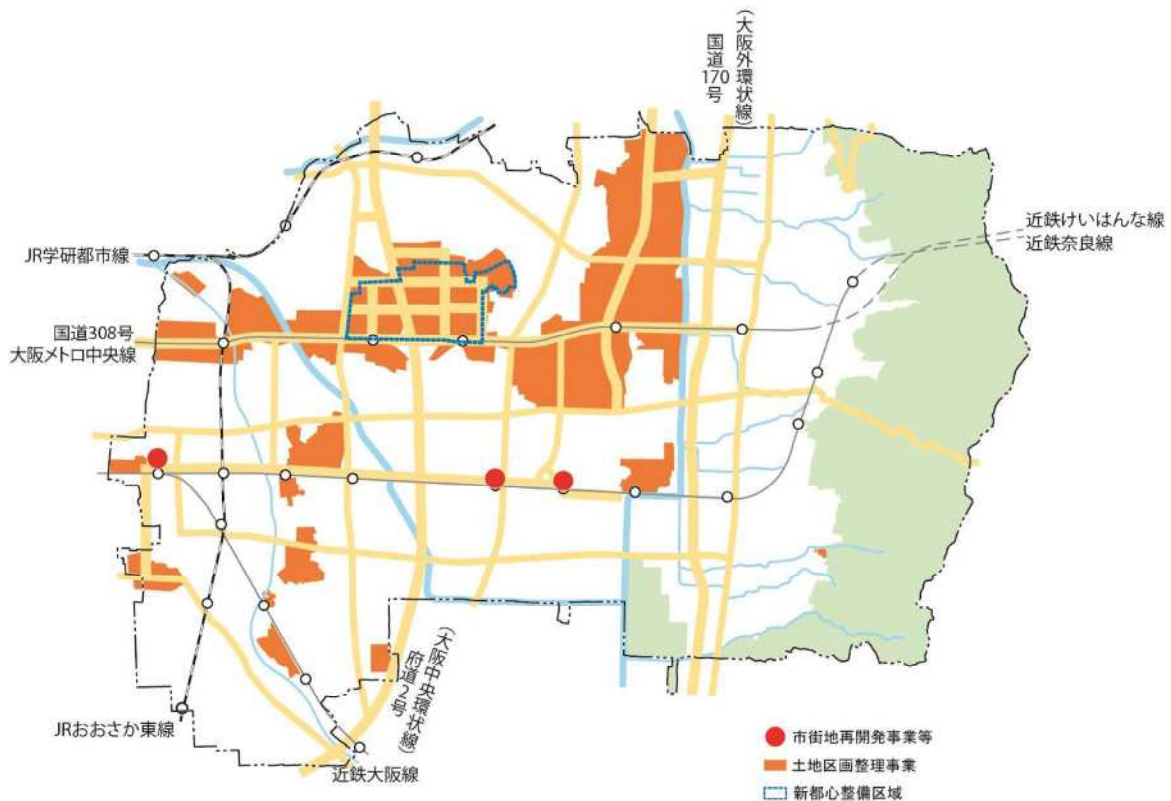 (大阪外環状線)
国道170号
近鉄けいはんな線
近鉄奈良線
JR学研都市線
国道308号
大阪メトロ中央線
(大阪中央環状線)
府道2号
JRおおさか東線
近鉄大阪線
市街地再開発事業等
土地区画整理事業
新都心整備区域